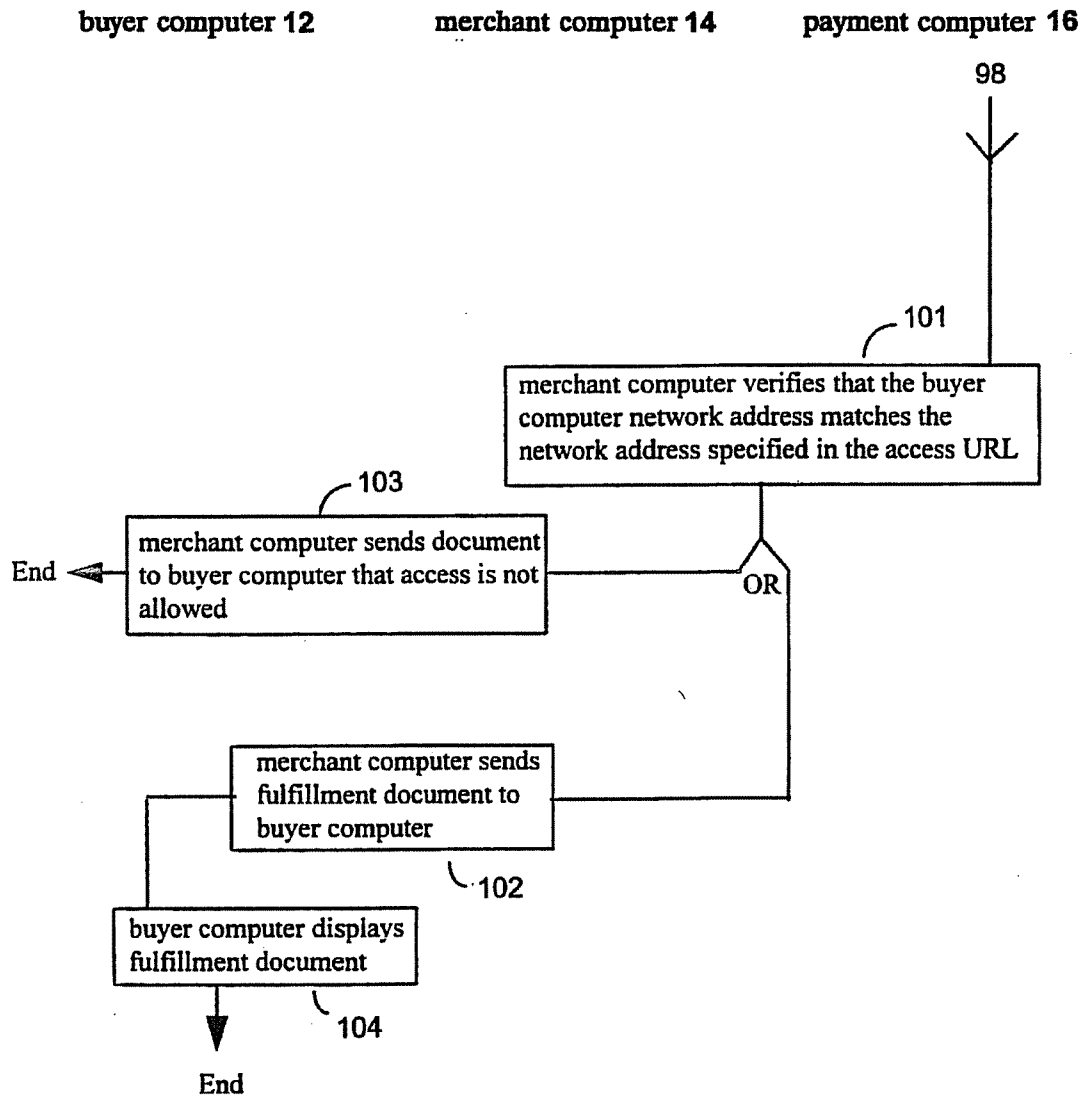 buyer computer 12 merchant computer 14 payment computer 16
98
101
merchant computer verifies that the buyer
computer network address matches the
network address specified in the access URL
103
merchant computer sends document
to buyer computer that access is not
allowed
End
OR
merchant computer sends
fulfillment document to
buyer computer
102
buyer computer displays
fulfillment document
104
End